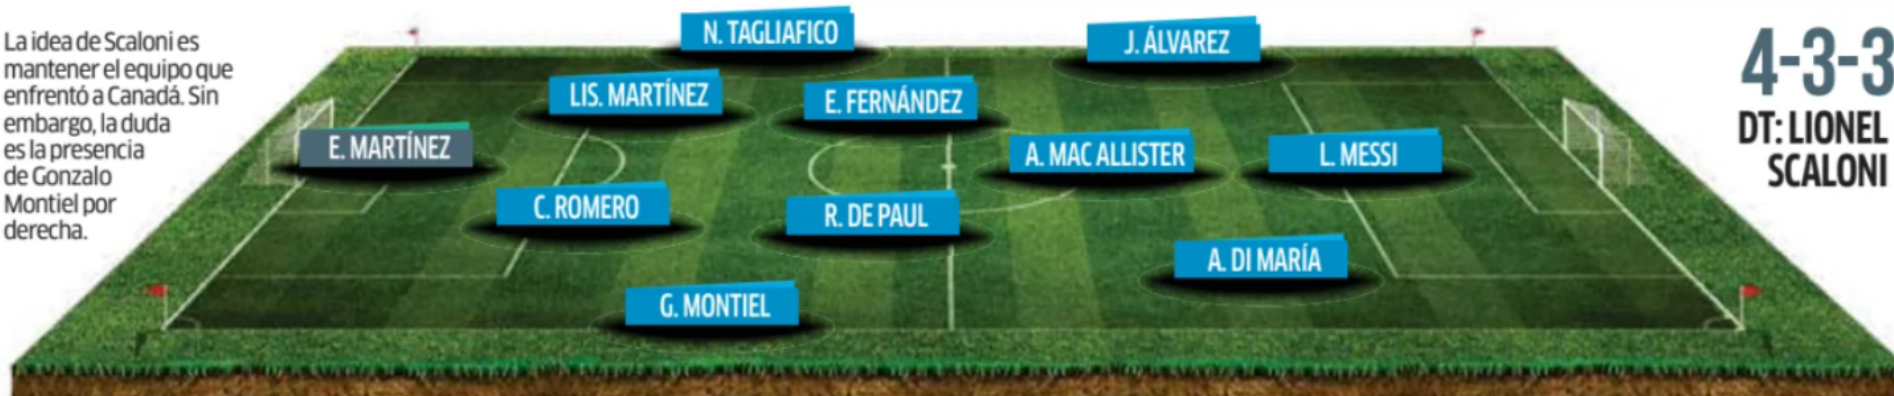 La idea de Scaloni es
mantener el equipo que
enfrentó a Canadá. Sin
embargo, la duda
es la presencia
de Gonzalo
Montiel por
derecha.
N. TAGLIAFICO
J. ÁLVAREZ
LIS. MARTÍNEZ
E. FERNÁNDEZ
E. MARTÍNEZ
A. MAC ALLISTER
L. MESSI
C. ROMERO
R. DE PAUL
A. DI MARÍA
G. MONTIEL
4-3-3
DT: LIONEL
SCALONI